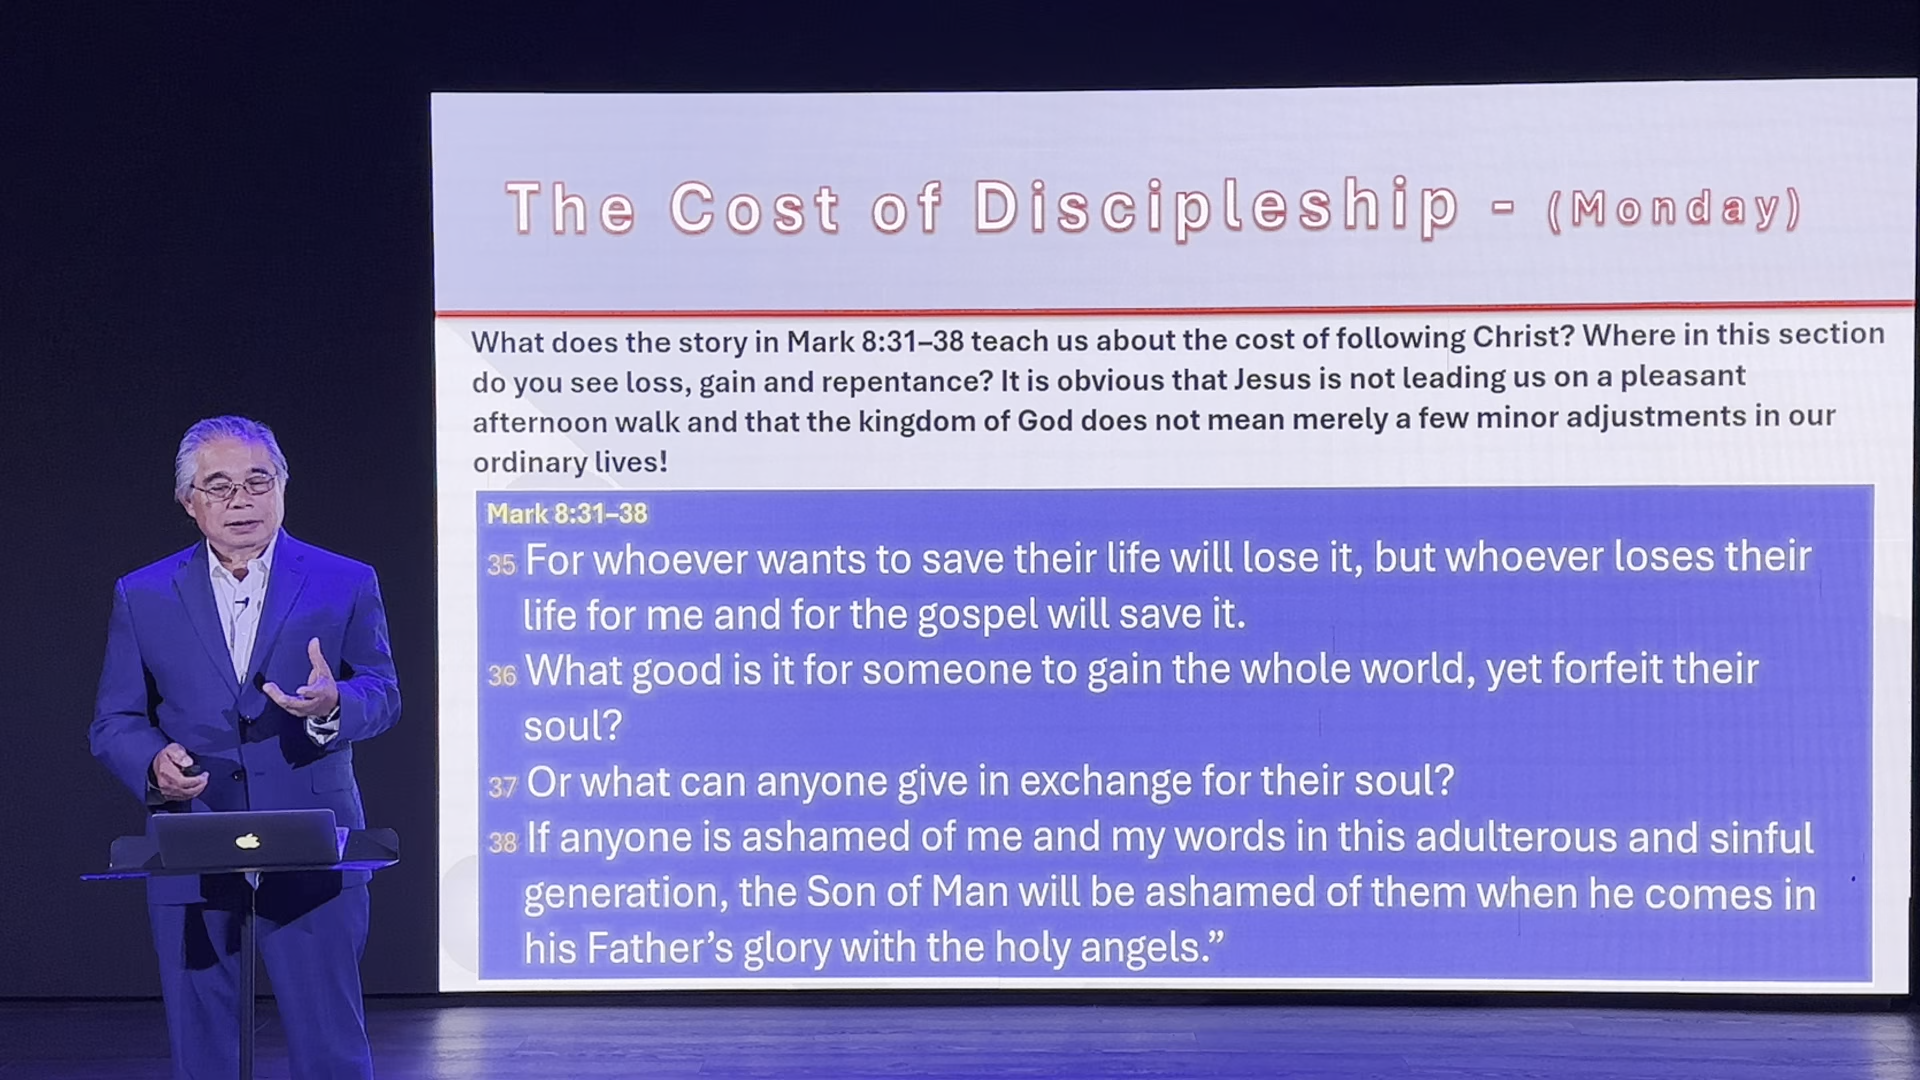 The Cost of Discipleship - (Monday)
What does the story in Mark 8:31–38 teach us about the cost of following Christ? Where in this section
do you see loss, gain and repentance? It is obvious that Jesus is not leading us on a pleasant
afternoon walk and that the kingdom of God does not mean merely a few minor adjustments in our
ordinary lives!
Mark 8:31–38
35 For whoever wants to save their life will lose it, but whoever loses their
life for me and for the gospel will save it.
36 What good is it for someone to gain the whole world, yet forfeit their
soul?
37 Or what can anyone give in exchange for their soul?
38 If anyone is ashamed of me and my words in this adulterous and sinful
generation, the Son of Man will be ashamed of them when he comes in
his Father’s glory with the holy angels.”